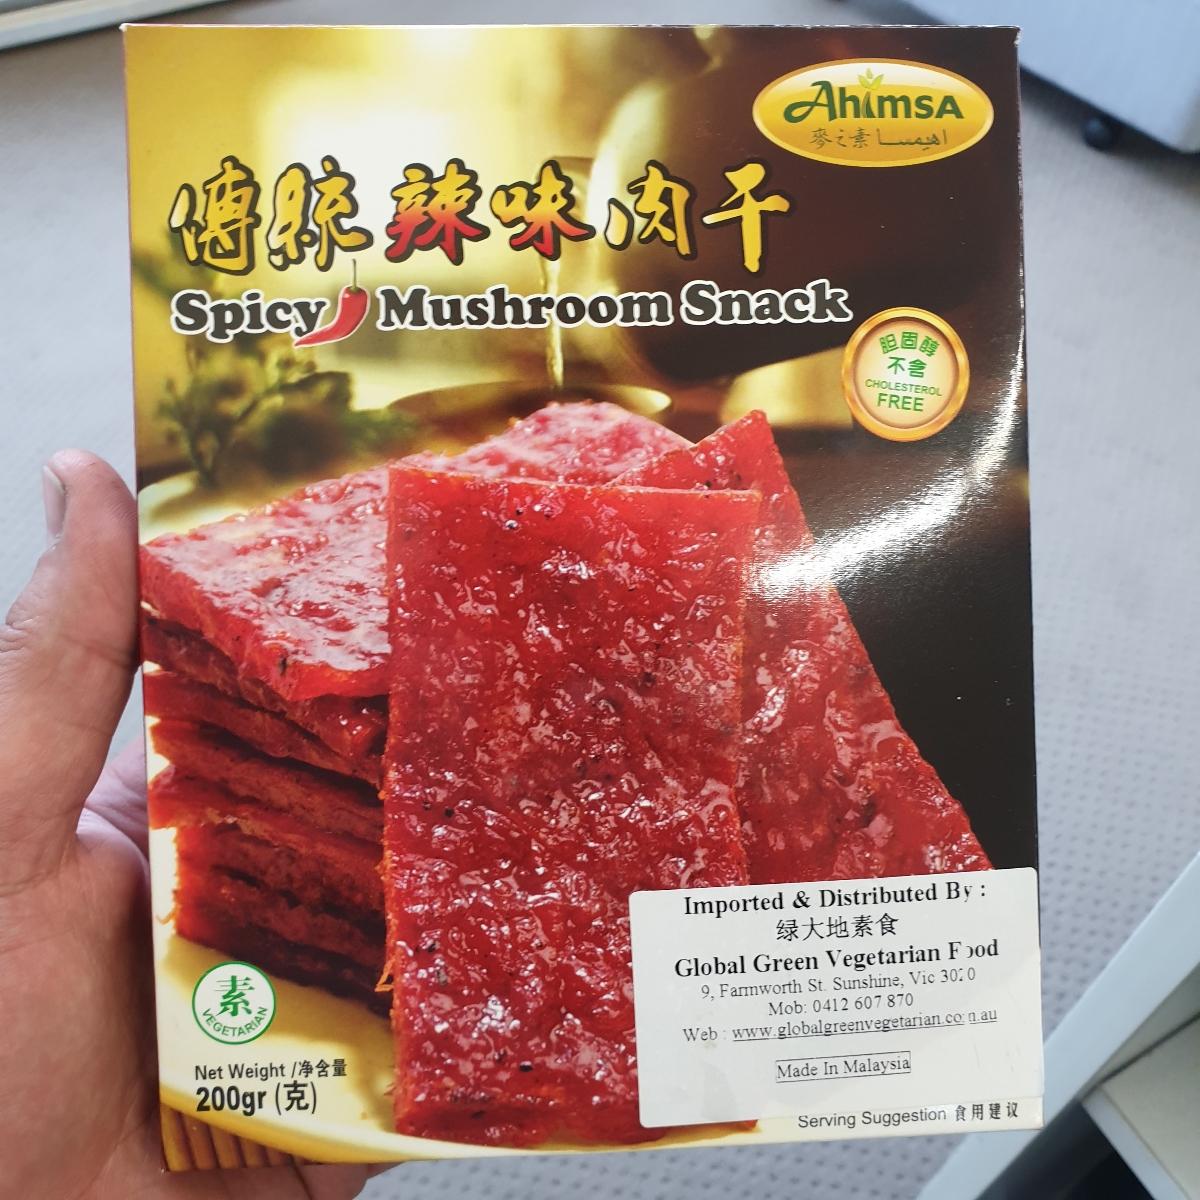 AhimsA
麥之素 اهيمسا
傳統辣味肉干
Spicy Mushroom Snack
胆固醇
不含
CHOLESTEROL
FREE
Imported & Distributed By :
绿大地素食
Global Green Vegetarian Food
9, Farmworth St. Sunshine, Vic 3020
Mob: 0412 607 870
Web : www.globalgreenvegetarian.com.au
Made In Malaysia
素
VEGETARIAN
Net Weight /净含量
200gr (克)
Serving Suggestion 食用建议